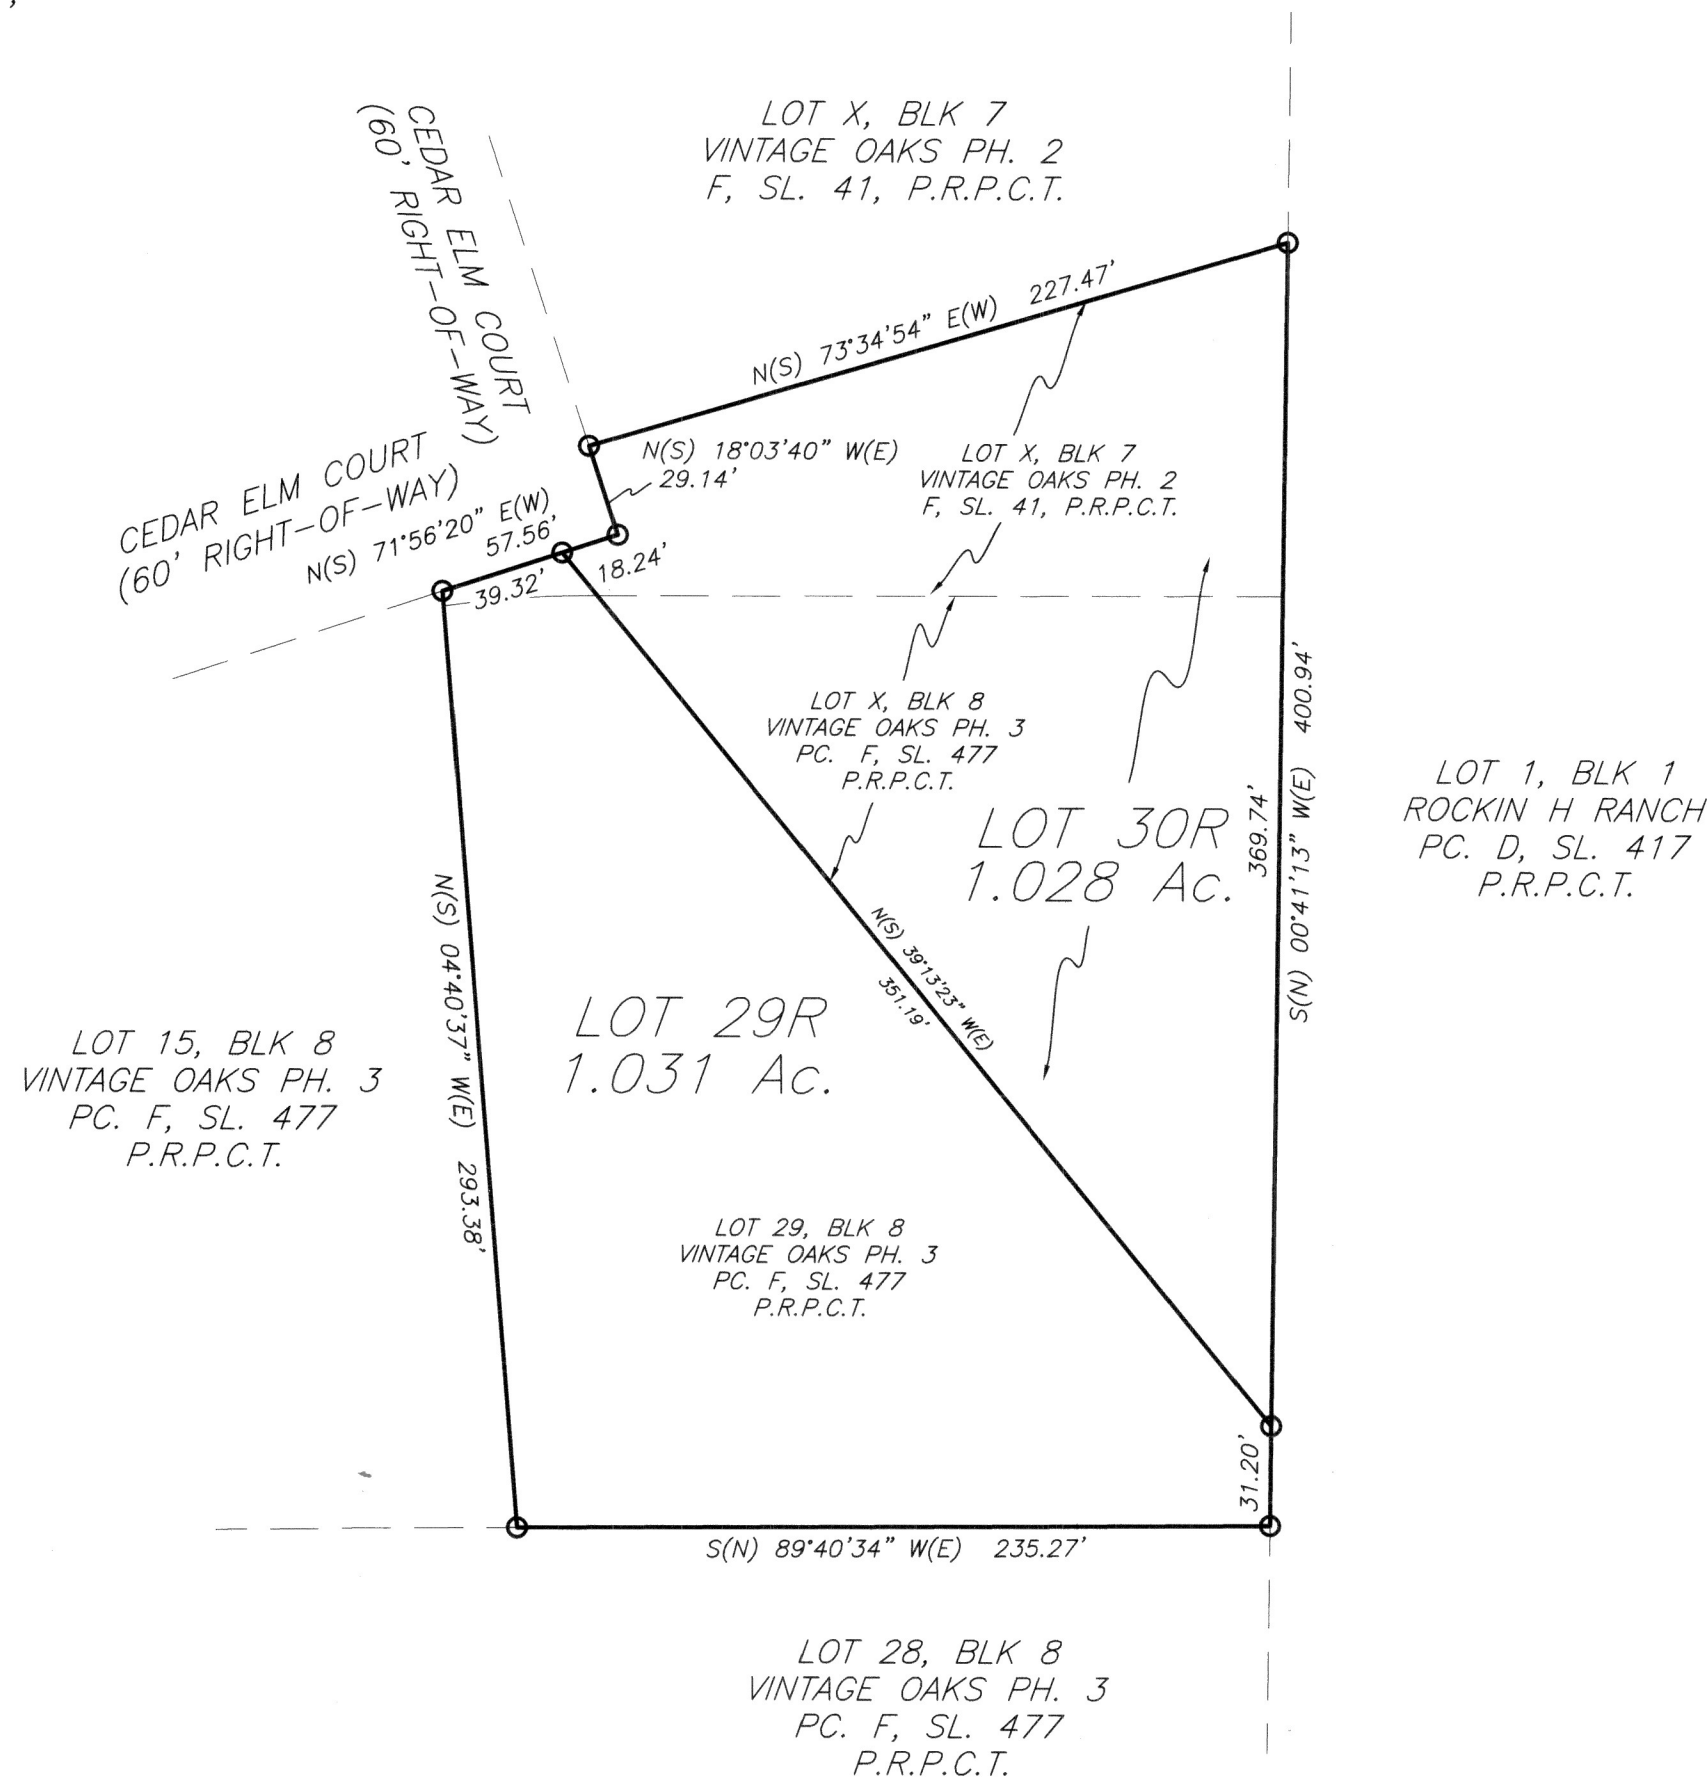 LOT X, BLK 7
VINTAGE OAKS PH. 2
F, SL. 41, P.R.P.C.T.
CEDAR ELM COURT
(60' RIGHT-OF-WAY)
N(S) 73°34'54" E(W) 227.47'
N(S) 18°03'40" W(E)
29.14'
LOT X, BLK 7
VINTAGE OAKS PH. 2
F, SL. 41, P.R.P.C.T.
CEDAR ELM COURT
(60' RIGHT-OF-WAY)
N(S) 71°56'20" E(W)
57.56'
39.32'
18.24'
LOT X, BLK 8
VINTAGE OAKS PH. 3
PC. F, SL. 477
P.R.P.C.T.
LOT 30R
1.028 Ac.
369.74'
S(N) 00°41'13" W(E) 400.94'
LOT 1, BLK 1
ROCKIN H RANCH
PC. D, SL. 417
P.R.P.C.T.
N(S) 04°40'37" W(E) 293.38'
N(S) 39°13'23" W(E)
351.19'
LOT 29R
1.031 Ac.
LOT 15, BLK 8
VINTAGE OAKS PH. 3
PC. F, SL. 477
P.R.P.C.T.
LOT 29, BLK 8
VINTAGE OAKS PH. 3
PC. F, SL. 477
P.R.P.C.T.
31.20'
S(N) 89°40'34" W(E) 235.27'
LOT 28, BLK 8
VINTAGE OAKS PH. 3
PC. F, SL. 477
P.R.P.C.T.